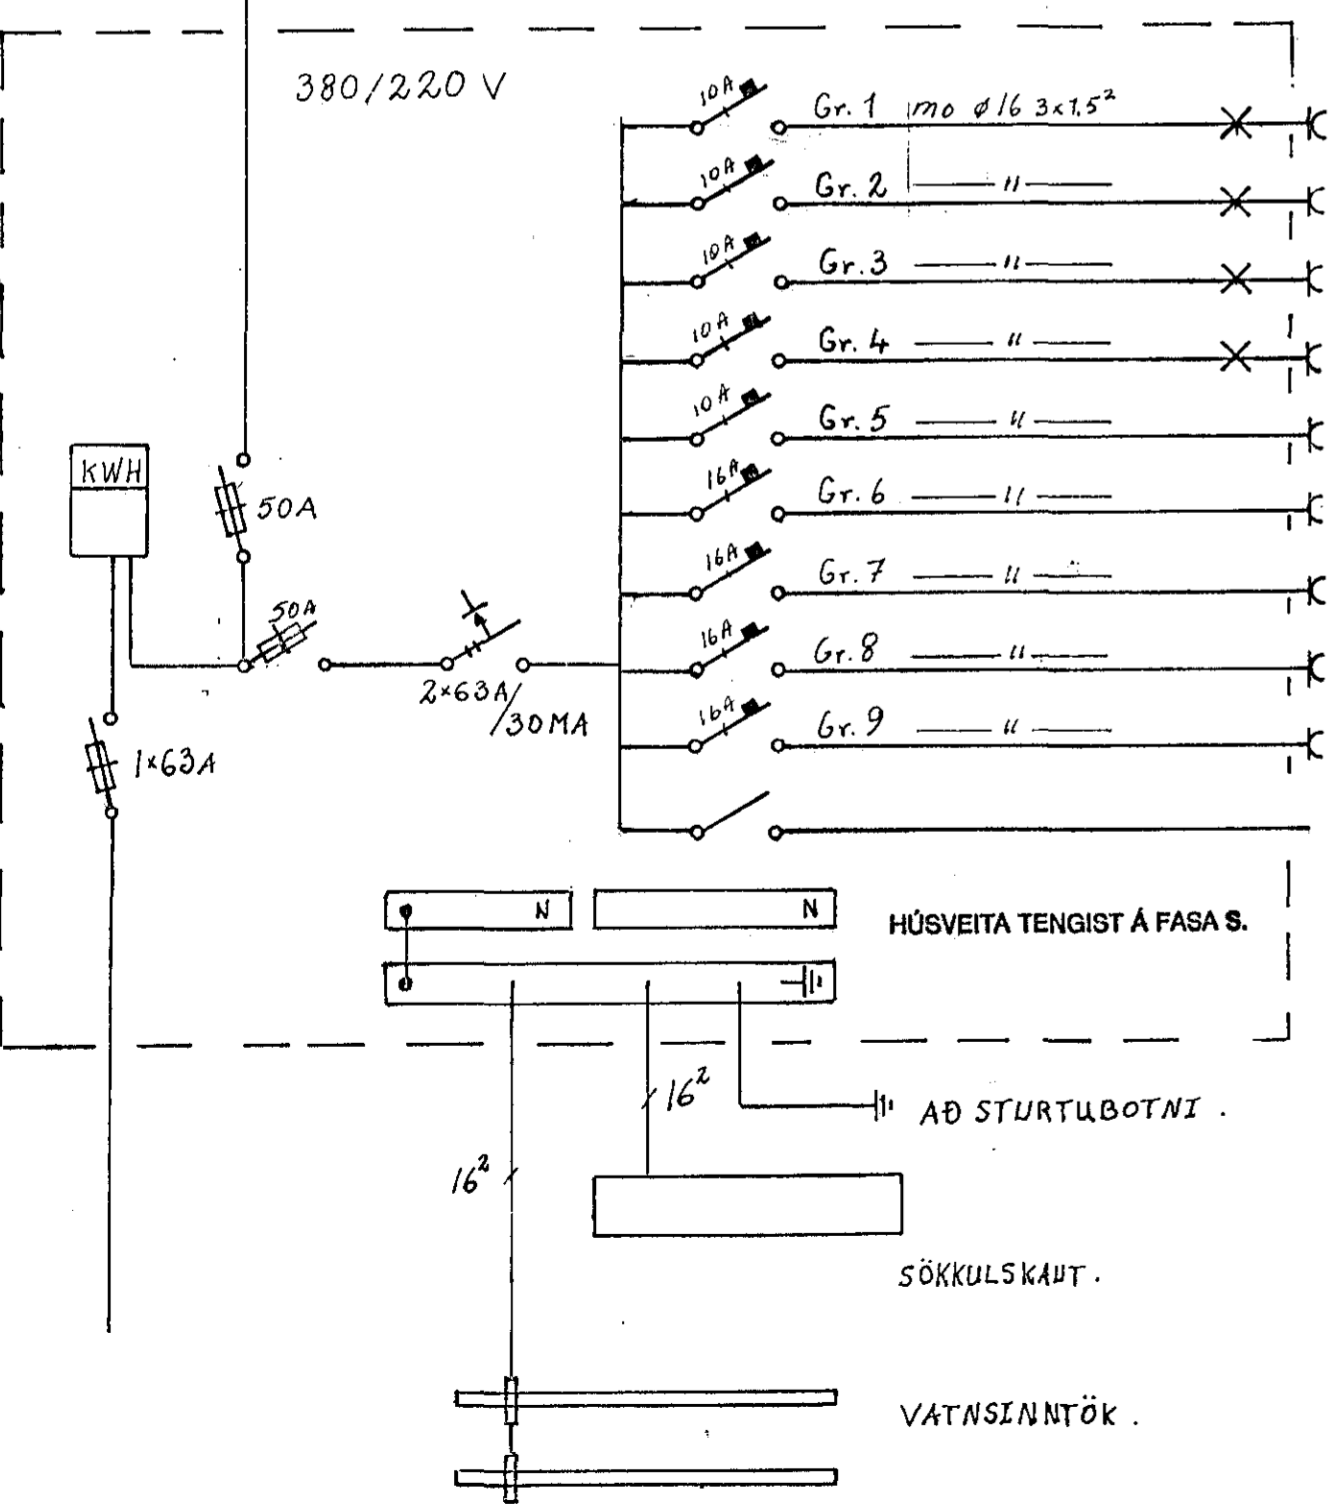 380/220 V
10A Gr. 1 mo ø16 3x1.5²
10A Gr. 2 — " —
10A Gr. 3 — " —
10A Gr. 4 — " —
10A Gr. 5 — " —
16A Gr. 6 — " —
16A Gr. 7 — " —
16A Gr. 8 — " —
16A Gr. 9 — " —
KWH
50A
50A
2×63A/30MA
1×63A
N
N
HÚSVEITA TENGIST Á FASA S.
16²
AÐ STURTUBOTNI .
16²
SÖKKULSKAUT .
VATNSINNTÖK .